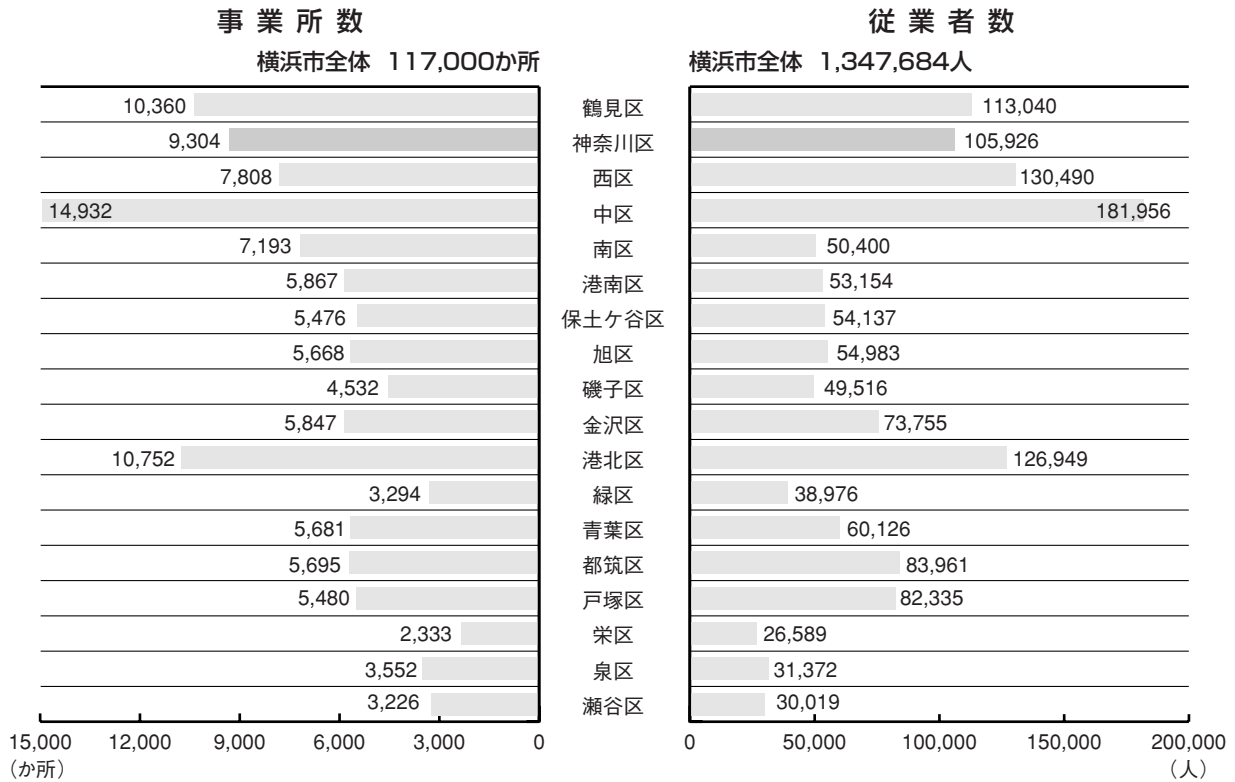 事業所数 従業者数
横浜市全体 117,000か所 横浜市全体 1,347,684人
10,360 鶴見区 113,040
9,304 神奈川区 105,926
7,808 西区 130,490
14,932 中区 181,956
7,193 南区 50,400
5,867 港南区 53,154
5,476 保土ケ谷区 54,137
5,668 旭区 54,983
4,532 磯子区 49,516
5,847 金沢区 73,755
10,752 港北区 126,949
3,294 緑区 38,976
5,681 青葉区 60,126
5,695 都筑区 83,961
5,480 戸塚区 82,335
2,333 栄区 26,589
3,552 泉区 31,372
3,226 瀬谷区 30,019
15,000 12,000 9,000 6,000 3,000 0 0 50,000 100,000 150,000 200,000
（か所） （人）